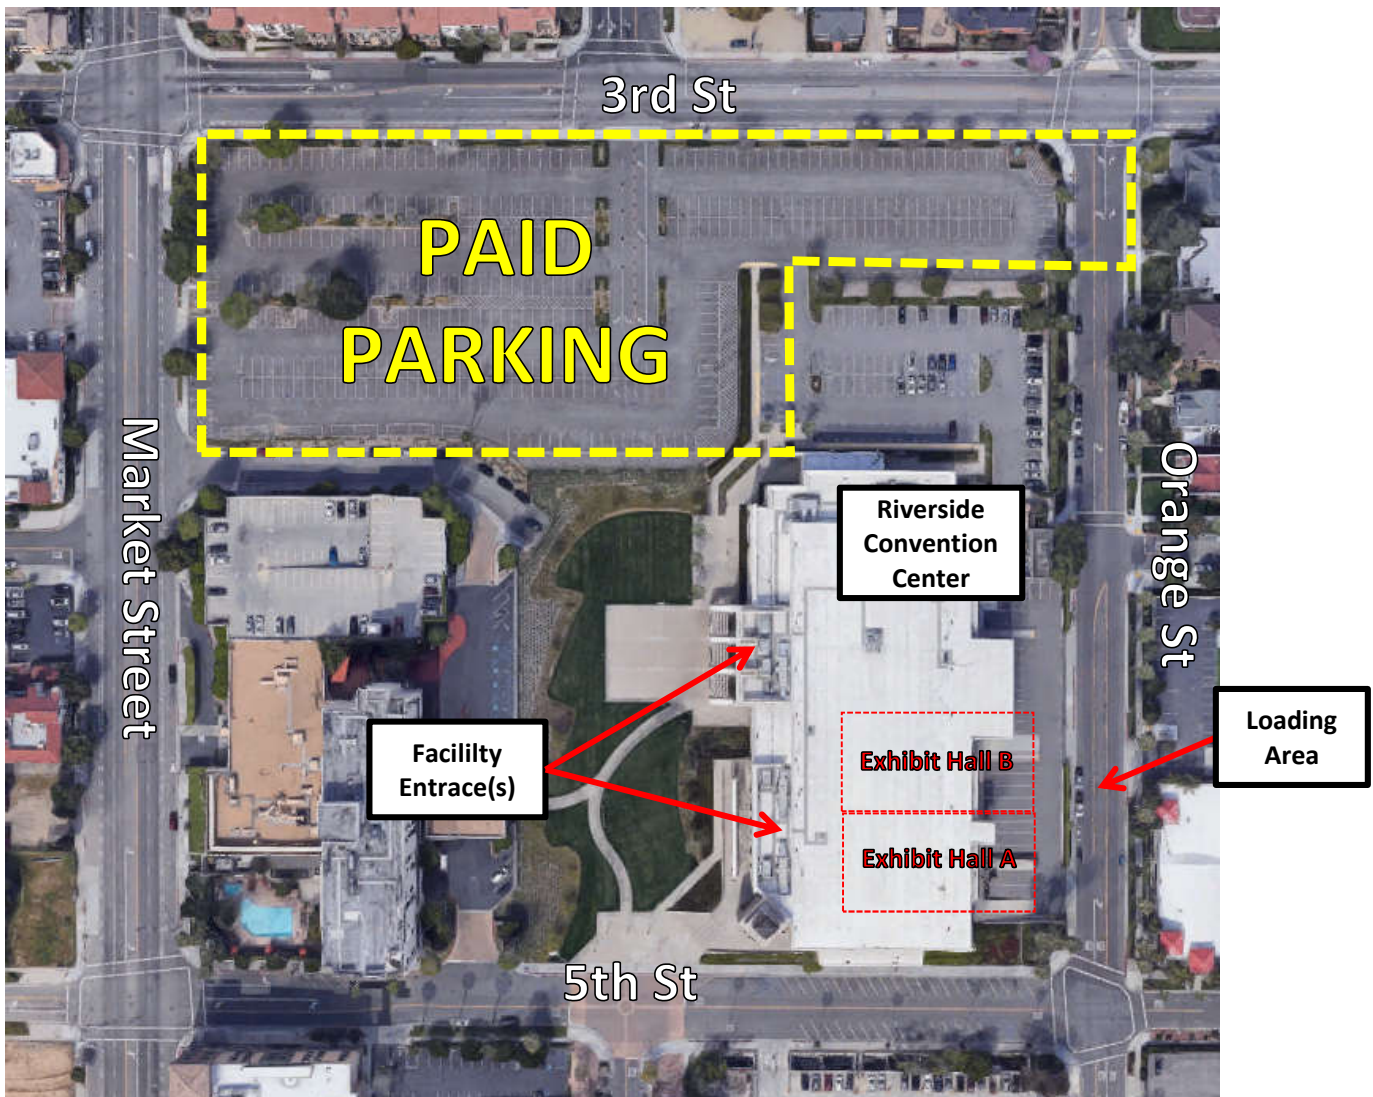 3rd St
PAID
PARKING
Market Street
Orange St
Riverside
Convention
Center
Loading
Area
Facililty
Entrace(s)
Exhibit Hall B
Exhibit Hall A
5th St